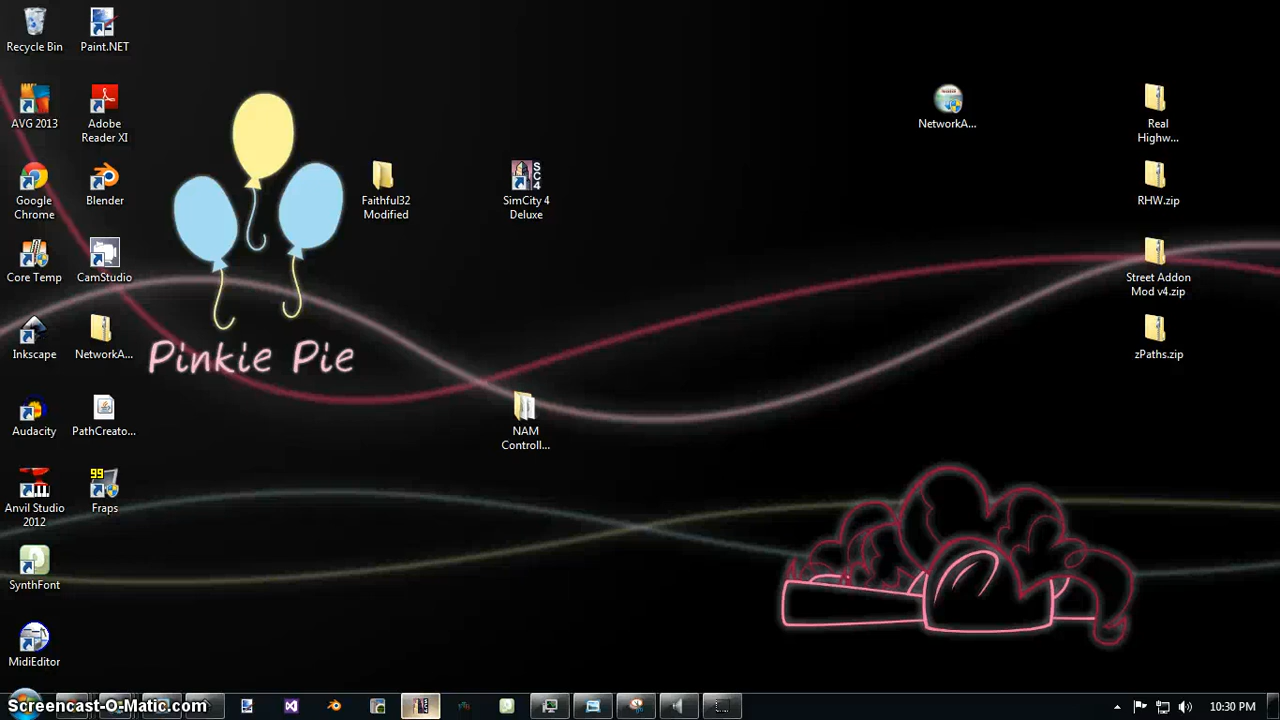 Recycle Bin
Paint.NET
AVG 2013
Adobe
Reader XI
NetworkA...
Real
Highw...
Google
Chrome
Blender
Faithful32
Modified
SC4
SimCity 4
Deluxe
RHW.zip
Core Temp
CamStudio
Street Addon
Mod v4.zip
Inkscape
NetworkA...
Pinkie Pie
zPaths.zip
Audacity
PathCreato...
NAM
Controll...
99
Anvil Studio
2012
Fraps
SynthFont
MidiEditor
Screencast-O-Matic.com
10:30 PM